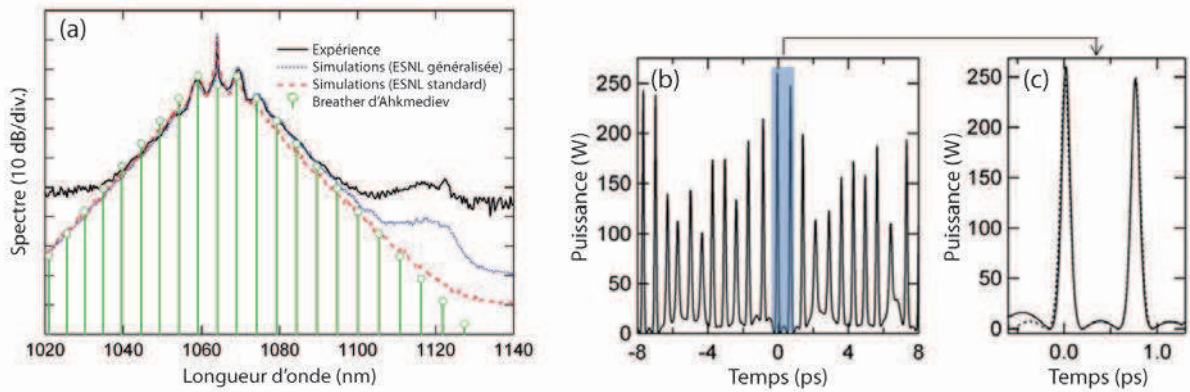 (a)
Expérience
Simulations (ESNL généralisée)
Simulations (ESNL standard)
Breather d'Ahkmediev
Spectre (10 dB/div.)
1020 1040 1060 1080 1100 1120 1140
Longueur d'onde (nm)
(b)
Puissance (W)
250
200
150
100
50
0
-8 -4 0 4 8
Temps (ps)
(c)
Puissance (W)
250
200
150
100
50
0
0.0 1.0
Temps (ps)